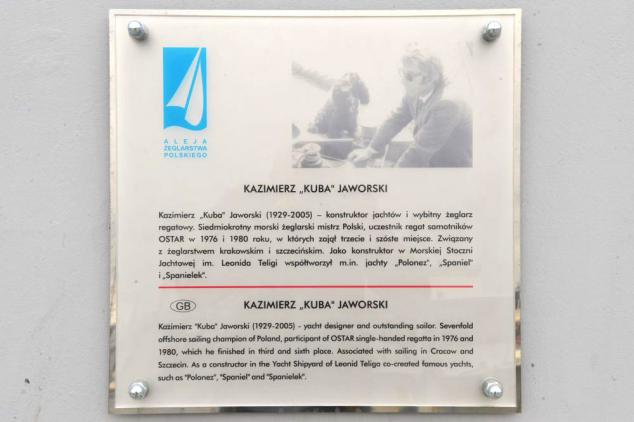 ALEJA
ŻEGLARSTWA
POLSKIEGO
KAZIMIERZ „KUBA" JAWORSKI
Kazimierz „Kuba" Jaworski (1929-2005) – konstruktor jachtów i wybitny żeglarz
regatowy. Siedmiokrotny morski żeglarski mistrz Polski, uczestnik regat samotników
OSTAR w 1976 i 1980 roku, w których zajął trzecie i szóste miejsce. Związany
z żeglarstwem krakowskim i szczecińskim. Jako konstruktor w Morskiej Stoczni
Jachtowej im. Leonida Teligi współtworzył m.in. jachty „Polonez", „Spaniel"
i „Spanielek".
GB
KAZIMIERZ „KUBA" JAWORSKI
Kazimierz "Kuba" Jaworski (1929-2005) - yacht designer and outstanding sailor. Sevenfold
offshore sailing champion of Poland, participant of OSTAR single-handed regatta in 1976 and
1980, which he finished in third and sixth place. Associated with sailing in Cracow and
Szczecin. As a constructor in the Yacht Shipyard of Leonid Teliga co-created famous yachts,
such as "Polonez", "Spaniel" and "Spanielek".